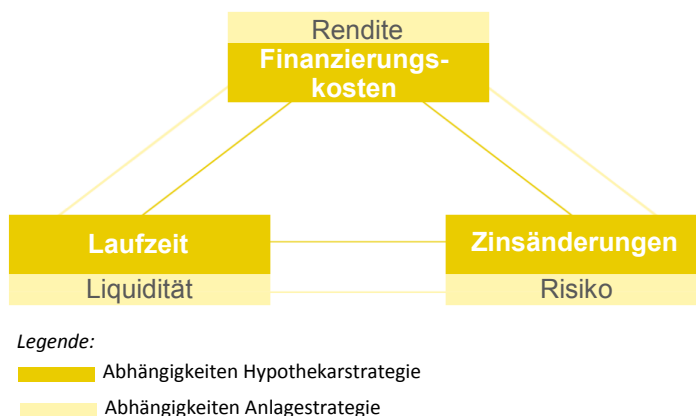 Rendite
Finanzierungs-
kosten
Laufzeit
Zinsänderungen
Liquidität
Risiko
Legende:
Abhängigkeiten Hypothekarstrategie
Abhängigkeiten Anlagestrategie